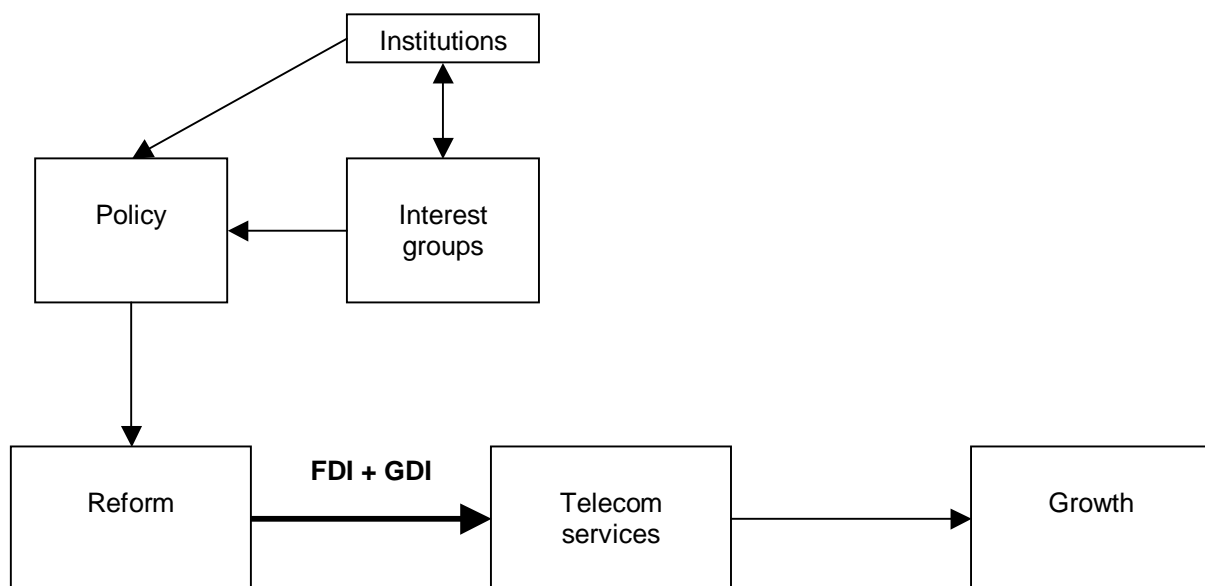 Institutions
Policy
Interest
groups
FDI + GDI
Reform
Telecom
services
Growth